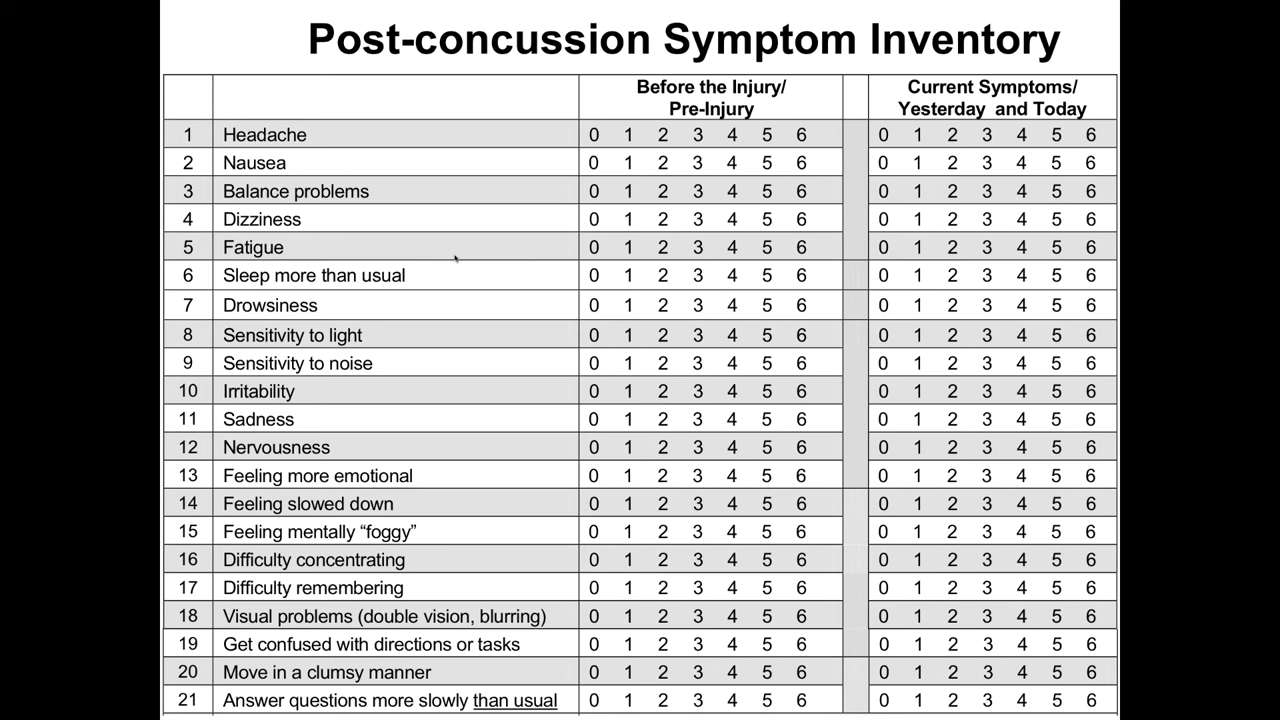 Post-concussion Symptom Inventory
Before the Injury/ Current Symptoms/
Pre-Injury Yesterday and Today
1 Headache 0 1 2 3 4 5 6 0 1 2 3 4 5 6
2 Nausea 0 1 2 3 4 5 6 0 1 2 3 4 5 6
3 Balance problems 0 1 2 3 4 5 6 0 1 2 3 4 5 6
4 Dizziness 0 1 2 3 4 5 6 0 1 2 3 4 5 6
5 Fatigue 0 1 2 3 4 5 6 0 1 2 3 4 5 6
6 Sleep more than usual 0 1 2 3 4 5 6 0 1 2 3 4 5 6
7 Drowsiness 0 1 2 3 4 5 6 0 1 2 3 4 5 6
8 Sensitivity to light 0 1 2 3 4 5 6 0 1 2 3 4 5 6
9 Sensitivity to noise 0 1 2 3 4 5 6 0 1 2 3 4 5 6
10 Irritability 0 1 2 3 4 5 6 0 1 2 3 4 5 6
11 Sadness 0 1 2 3 4 5 6 0 1 2 3 4 5 6
12 Nervousness 0 1 2 3 4 5 6 0 1 2 3 4 5 6
13 Feeling more emotional 0 1 2 3 4 5 6 0 1 2 3 4 5 6
14 Feeling slowed down 0 1 2 3 4 5 6 0 1 2 3 4 5 6
15 Feeling mentally “foggy” 0 1 2 3 4 5 6 0 1 2 3 4 5 6
16 Difficulty concentrating 0 1 2 3 4 5 6 0 1 2 3 4 5 6
17 Difficulty remembering 0 1 2 3 4 5 6 0 1 2 3 4 5 6
18 Visual problems (double vision, blurring) 0 1 2 3 4 5 6 0 1 2 3 4 5 6
19 Get confused with directions or tasks 0 1 2 3 4 5 6 0 1 2 3 4 5 6
20 Move in a clumsy manner 0 1 2 3 4 5 6 0 1 2 3 4 5 6
21 Answer questions more slowly than usual 0 1 2 3 4 5 6 0 1 2 3 4 5 6